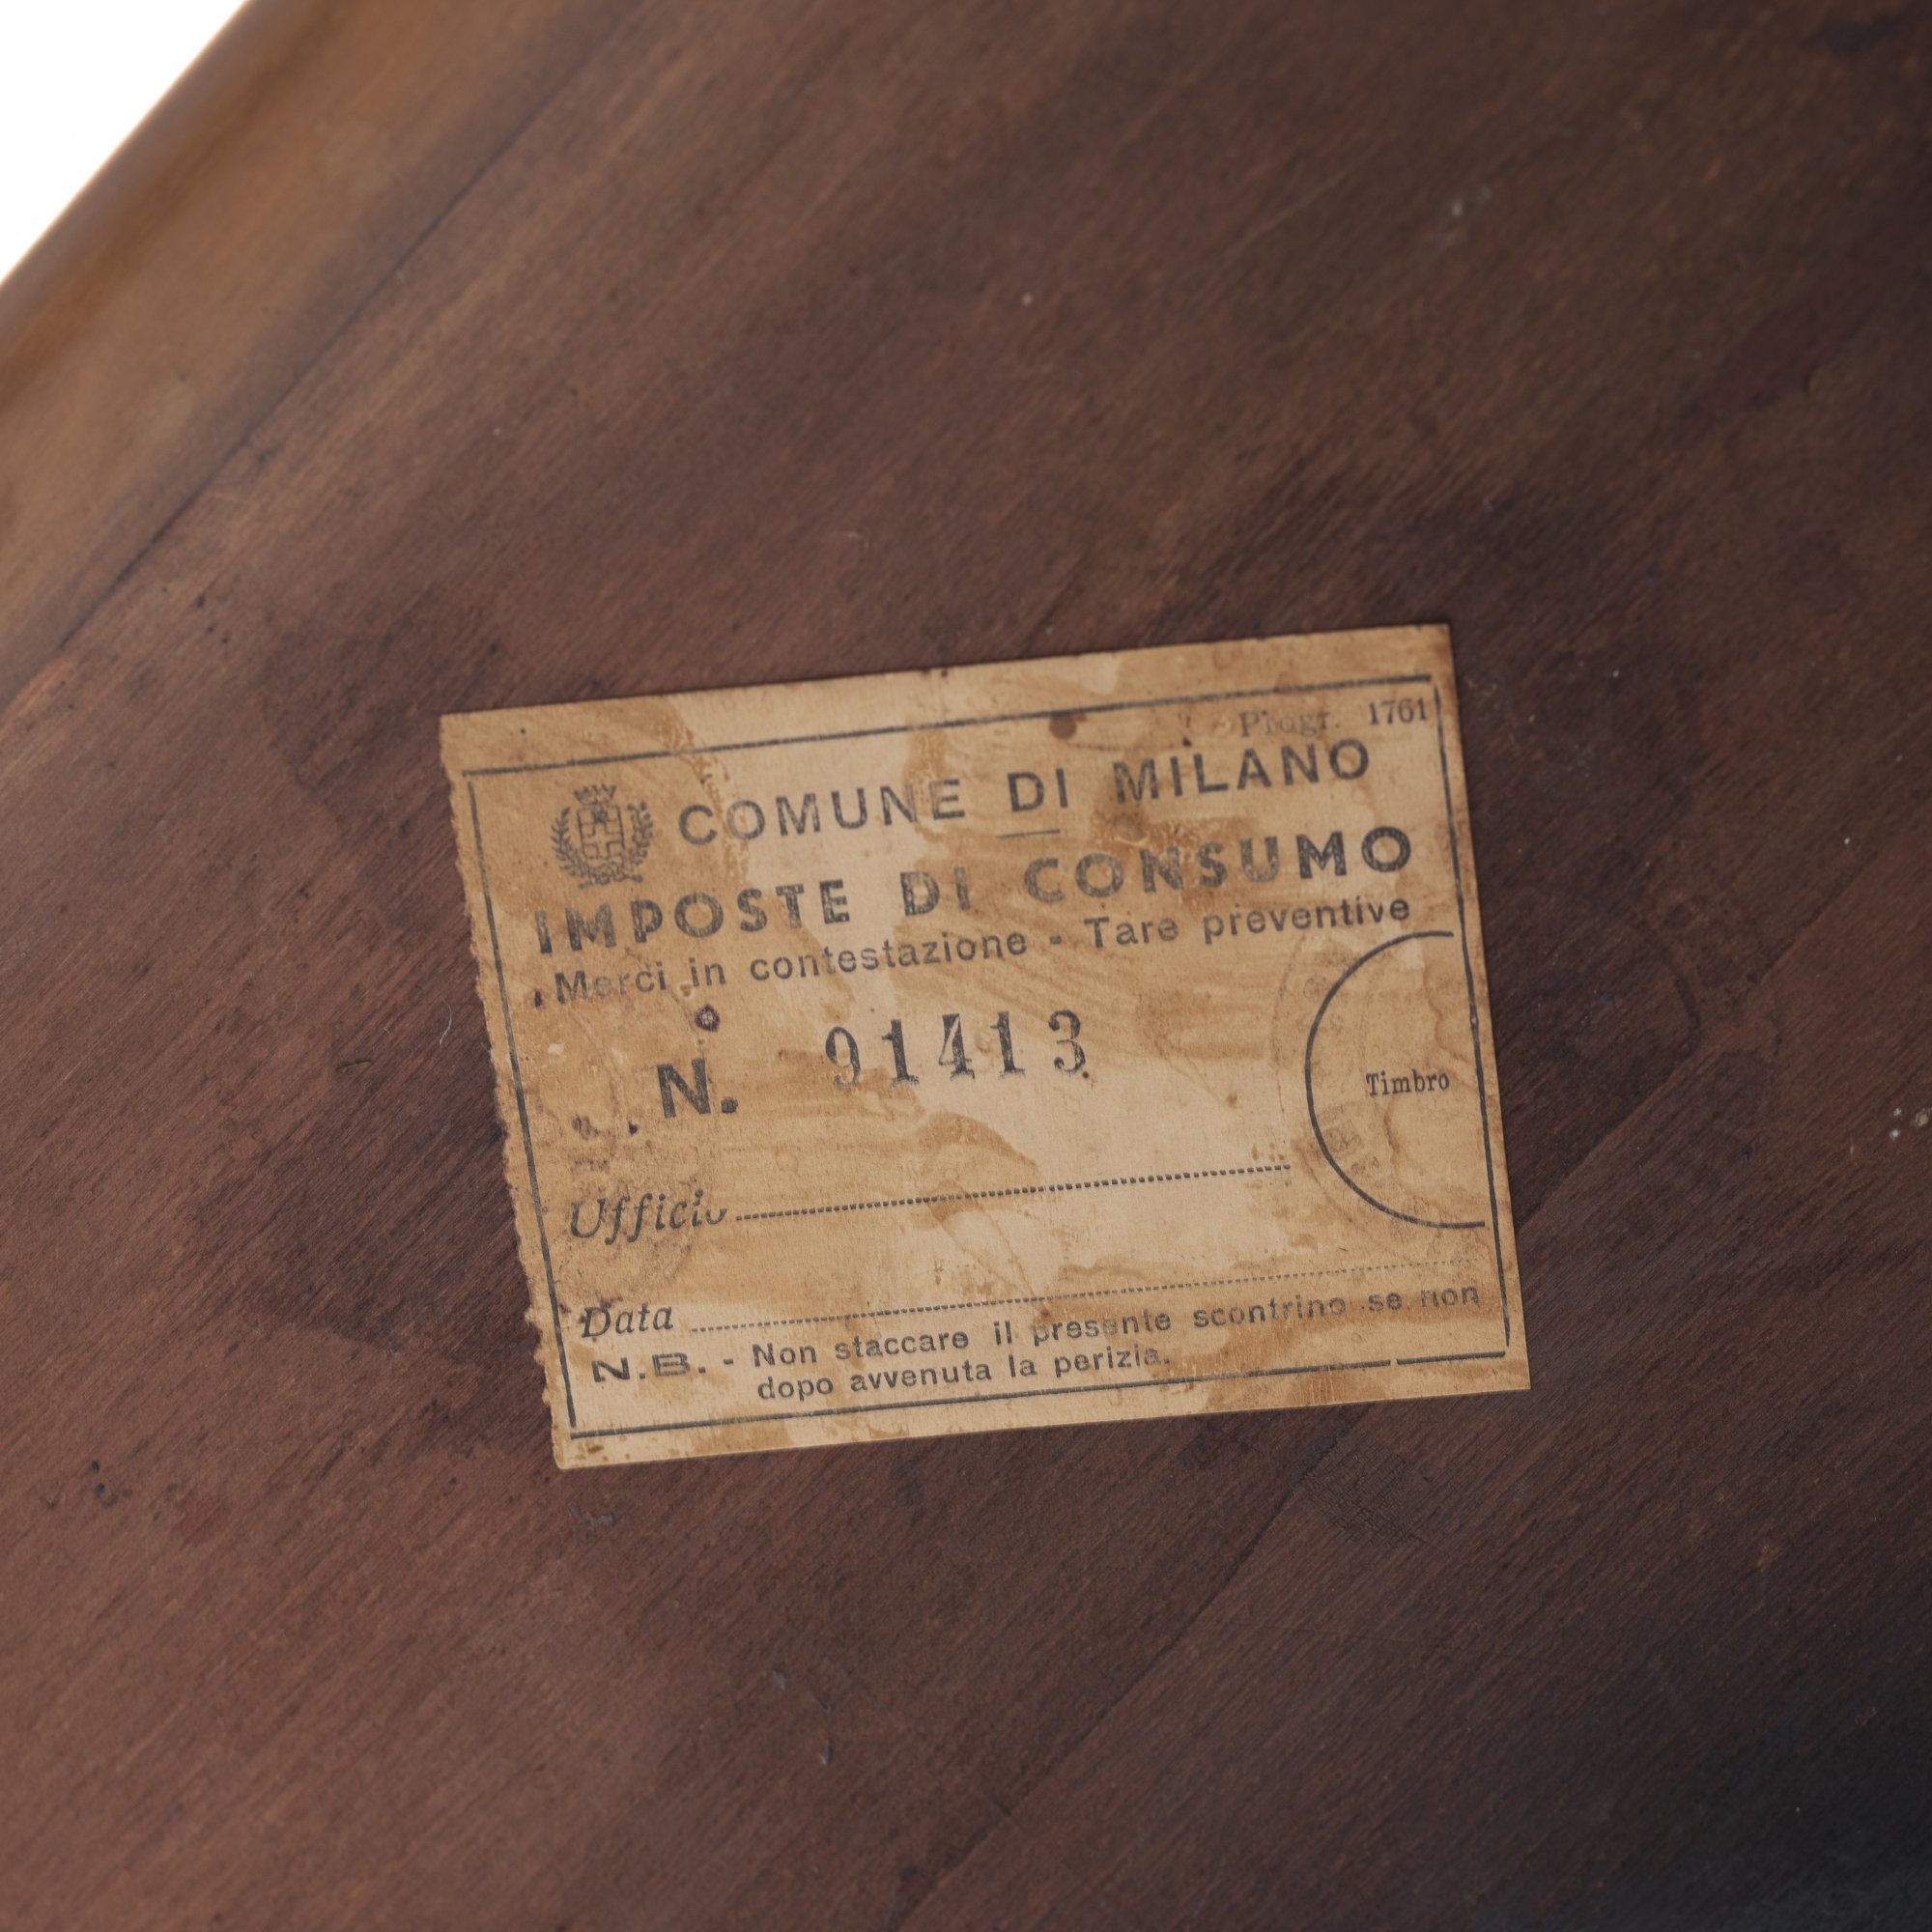 Progr. 1761
COMUNE DI MILANO
IMPOSTE DI CONSUMO
Merci in contestazione - Tare preventive
N. 91413
Timbro
Ufficio
Data
N.B. - Non staccare il presente scontrino se non
dopo avvenuta la perizia.